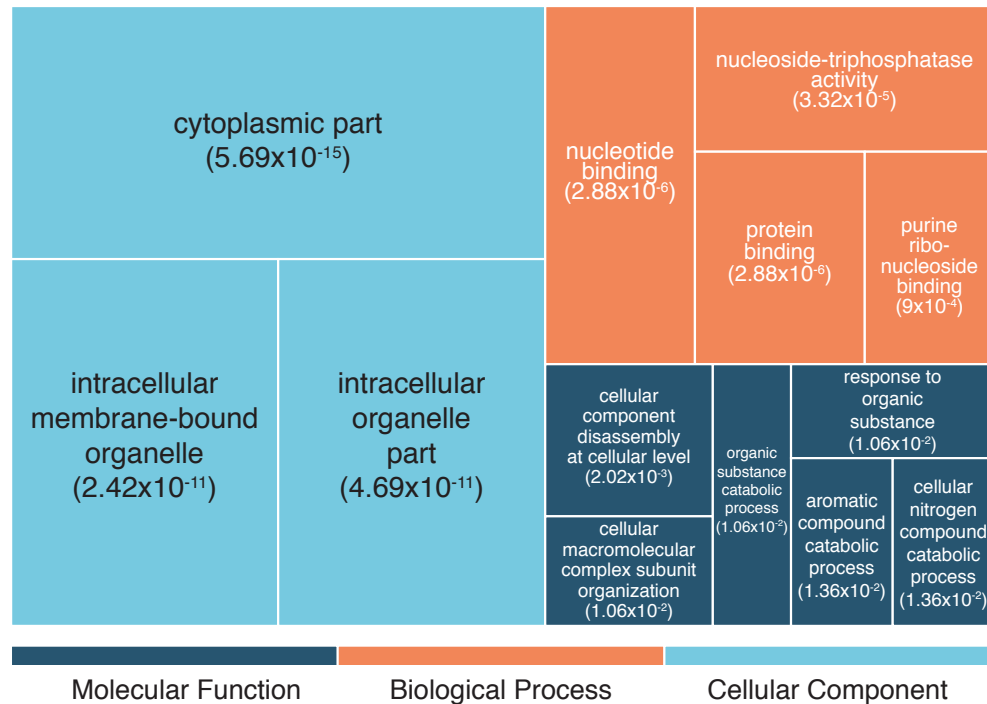 cytoplasmic part
(5.69x10⁻¹⁵)
intracellular
membrane-bound
organelle
(2.42x10⁻¹¹)
intracellular
organelle
part
(4.69x10⁻¹¹)
nucleotide
binding
(2.88x10⁻⁶)
nucleoside-triphosphatase
activity
(3.32x10⁻⁵)
protein
binding
(2.88x10⁻⁶)
purine
ribo-
nucleoside
binding
(9x10⁻⁴)
cellular
component
disassembly
at cellular level
(2.02x10⁻³)
cellular
macromolecular
complex subunit
organization
(1.06x10⁻²)
organic
substance
catabolic
process
(1.06x10⁻²)
response to
organic
substance
(1.06x10⁻²)
aromatic
compound
catabolic
process
(1.36x10⁻²)
cellular
nitrogen
compound
catabolic
process
(1.36x10⁻²)
Molecular Function
Biological Process
Cellular Component